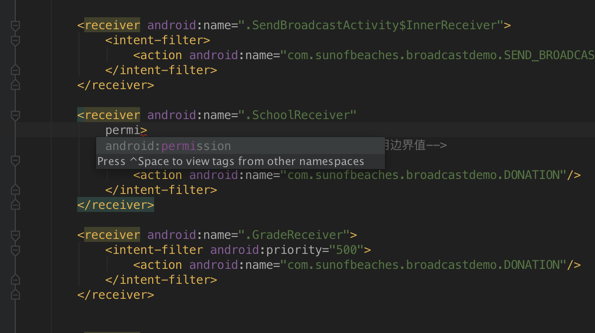 <receiver android:name=".SendBroadcastActivity$InnerReceiver">
<intent-filter>
<action android:name="com.sunofbeaches.broadcastdemo.SEND_BROADCAS
</intent-filter>
</receiver>
<receiver android:name=".SchoolReceiver"
permi>
android:permission
用边界值-->
Press ^Space to view tags from other namespaces
<action android:name="com.sunofbeaches.broadcastdemo.DONATION"/>
</intent-filter>
</receiver>
<receiver android:name=".GradeReceiver">
<intent-filter android:priority="500">
<action android:name="com.sunofbeaches.broadcastdemo.DONATION"/>
</intent-filter>
</receiver>